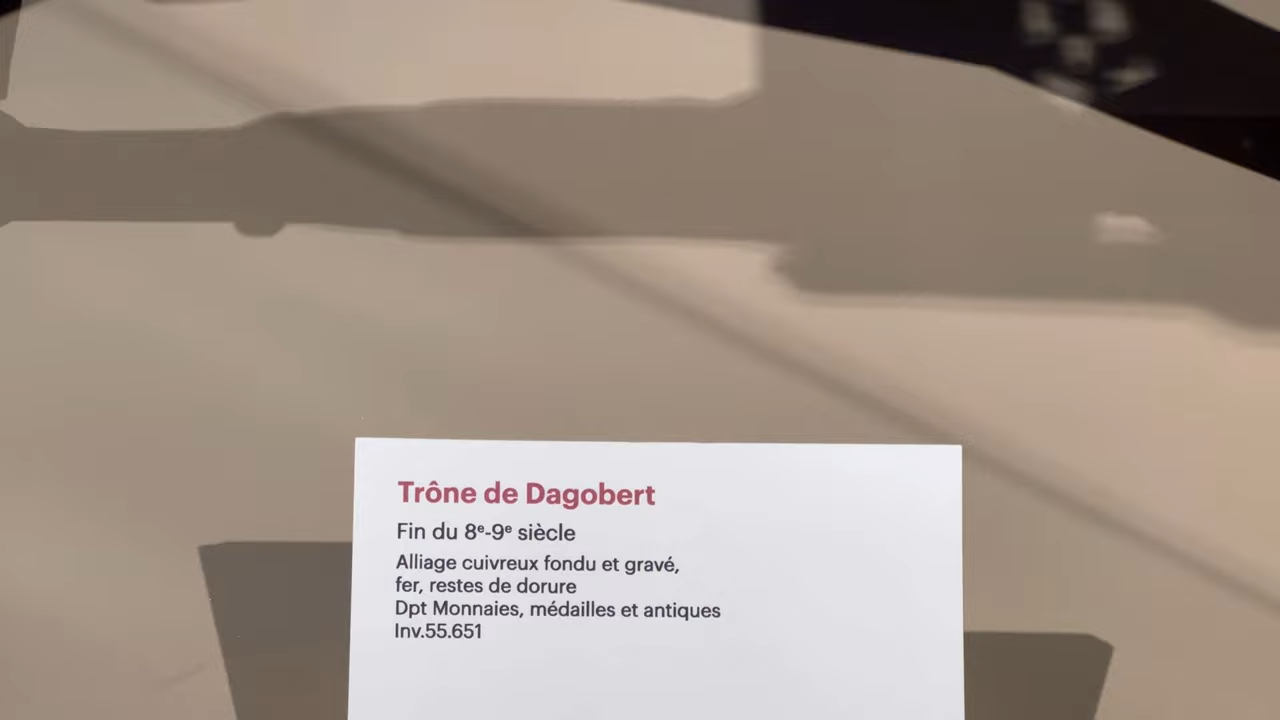 Trône de Dagobert
Fin du 8ᵉ-9ᵉ siècle
Alliage cuivreux fondu et gravé,
fer, restes de dorure
Dpt Monnaies, médailles et antiques
Inv.55.651